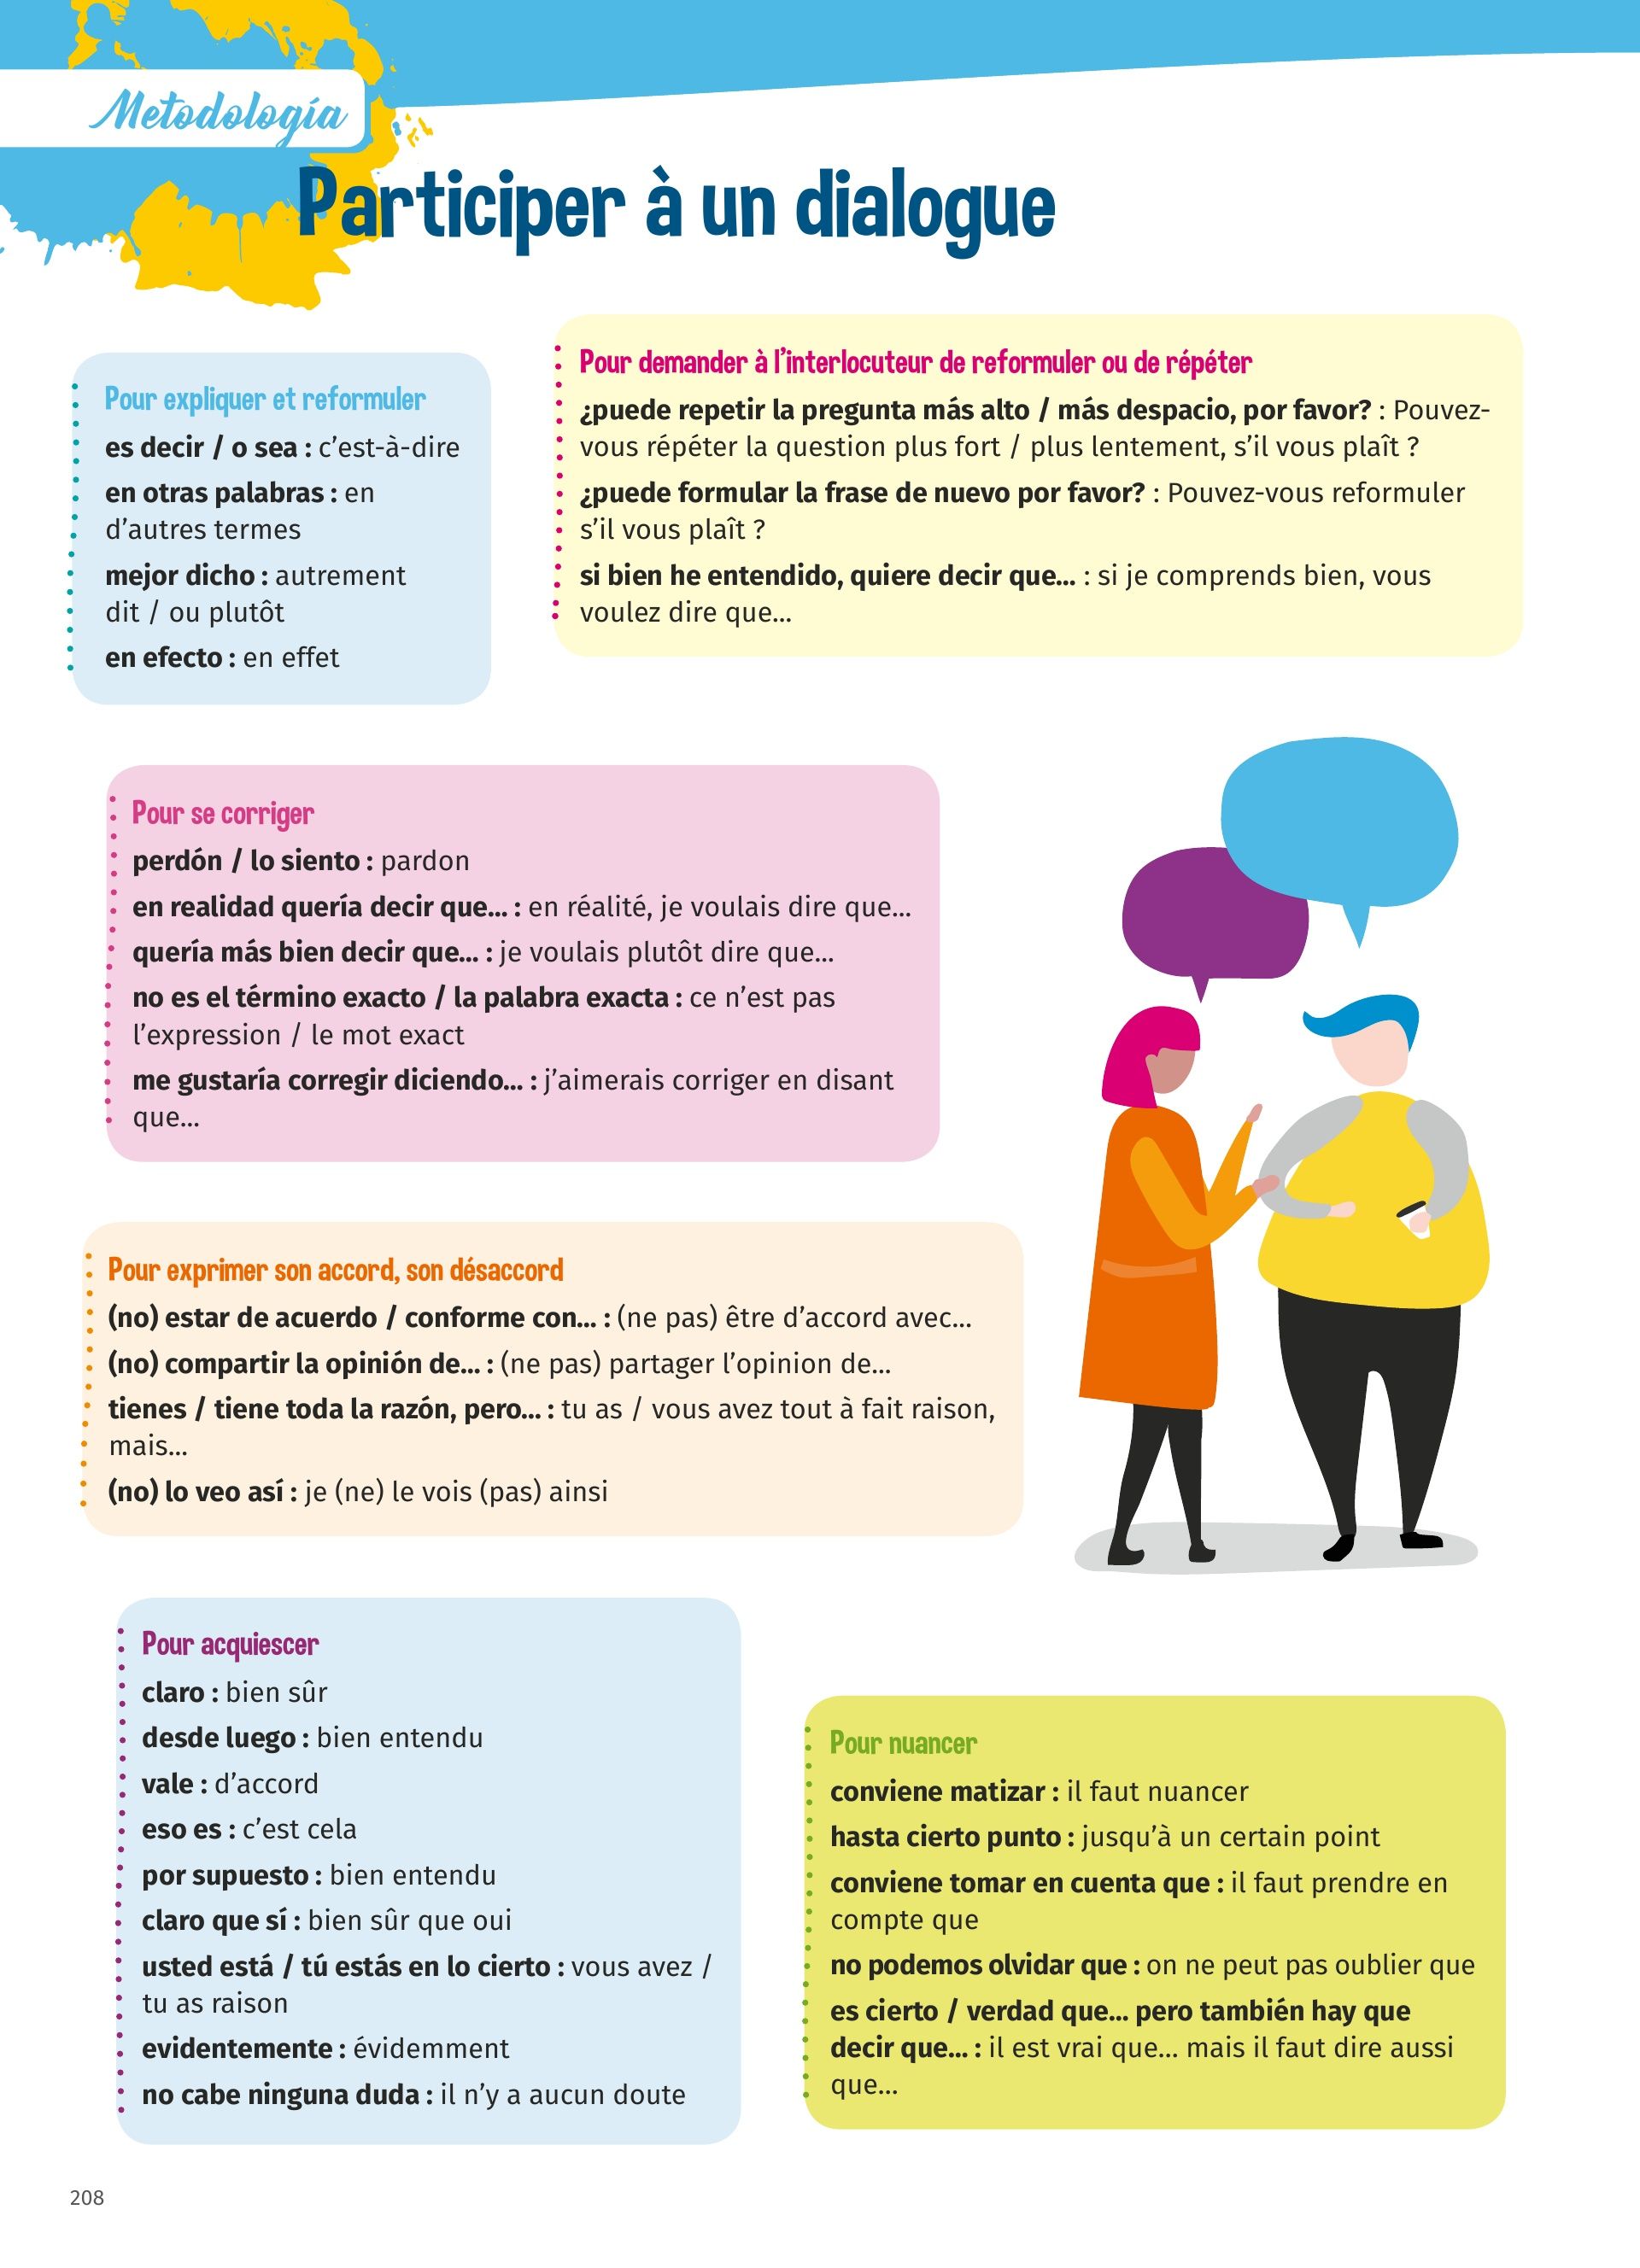 Metodología
Participer à un dialogue
Pour expliquer et reformuler
es decir / o sea : c’est-à-dire
en otras palabras : en
d’autres termes
mejor dicho : autrement
dit / ou plutôt
en efecto : en effet
Pour demander à l’interlocuteur de reformuler ou de répéter
¿puede repetir la pregunta más alto / más despacio, por favor? : Pouvez-
vous répéter la question plus fort / plus lentement, s’il vous plaît ?
¿puede formular la frase de nuevo por favor? : Pouvez-vous reformuler
s’il vous plaît ?
si bien he entendido, quiere decir que... : si je comprends bien, vous
voulez dire que...
Pour se corriger
perdón / lo siento : pardon
en realidad quería decir que... : en réalité, je voulais dire que...
quería más bien decir que... : je voulais plutôt dire que...
no es el término exacto / la palabra exacta : ce n’est pas
l’expression / le mot exact
me gustaría corregir diciendo... : j’aimerais corriger en disant
que...
Pour exprimer son accord, son désaccord
(no) estar de acuerdo / conforme con... : (ne pas) être d’accord avec...
(no) compartir la opinión de... : (ne pas) partager l’opinion de...
tienes / tiene toda la razón, pero... : tu as / vous avez tout à fait raison,
mais...
(no) lo veo así : je (ne) le vois (pas) ainsi
Pour acquiescer
claro : bien sûr
desde luego : bien entendu
vale : d’accord
eso es : c’est cela
por supuesto : bien entendu
claro que sí : bien sûr que oui
usted está / tú estás en lo cierto : vous avez /
tu as raison
evidentemente : évidemment
no cabe ninguna duda : il n’y a aucun doute
Pour nuancer
conviene matizar : il faut nuancer
hasta cierto punto : jusqu’à un certain point
conviene tomar en cuenta que : il faut prendre en
compte que
no podemos olvidar que : on ne peut pas oublier que
es cierto / verdad que... pero también hay que
decir que... : il est vrai que... mais il faut dire aussi
que...
208